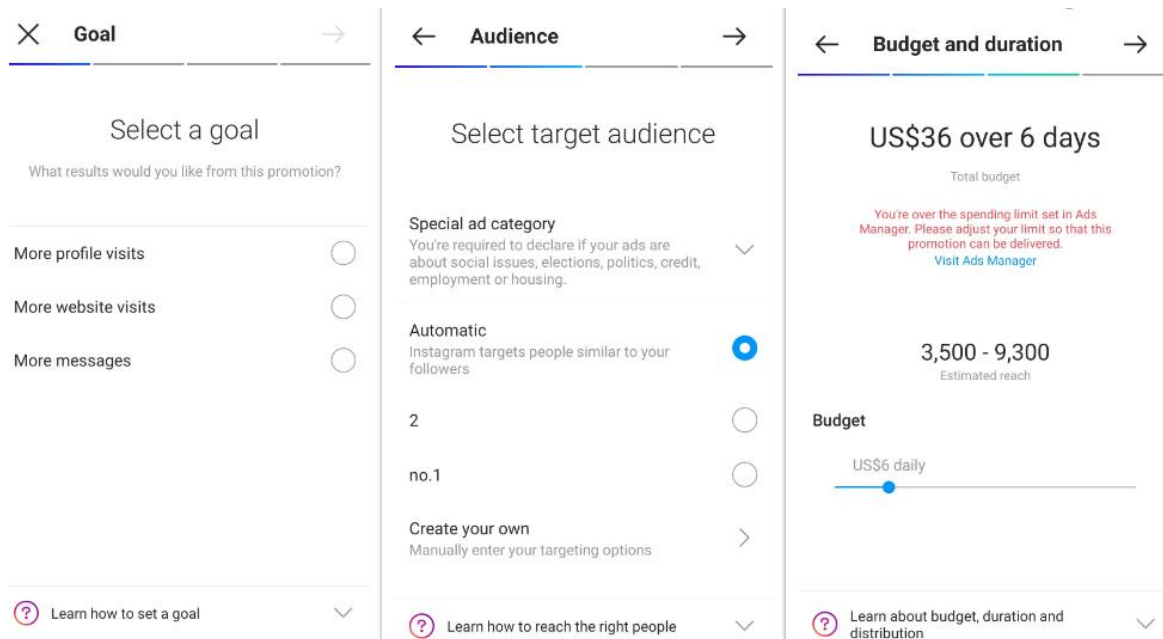 Goal
Select a goal
What results would you like from this promotion?
More profile visits
More website visits
More messages
Learn how to set a goal
Audience
Select target audience
Special ad category
You're required to declare if your ads are
about social issues, elections, politics, credit,
employment or housing.
Automatic
Instagram targets people similar to your
followers
2
no.1
Create your own
Manually enter your targeting options
Learn how to reach the right people
Budget and duration
US$36 over 6 days
Total budget
You're over the spending limit set in Ads
Manager. Please adjust your limit so that this
promotion can be delivered.
Visit Ads Manager
3,500 - 9,300
Estimated reach
Budget
US$6 daily
Learn about budget, duration and
distribution